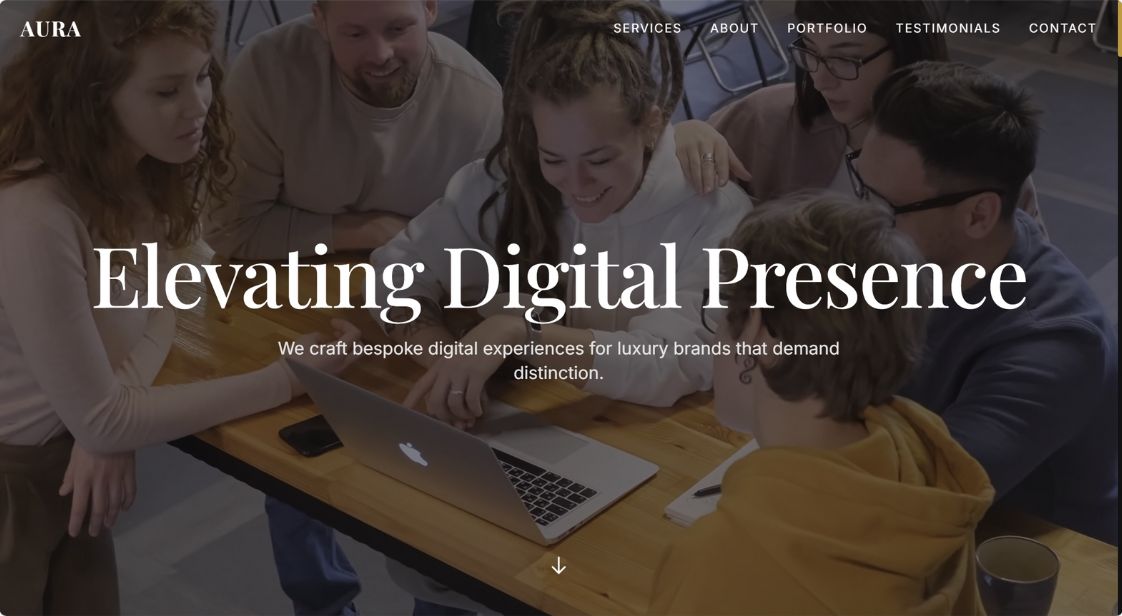 AURA
SERVICES ABOUT PORTFOLIO TESTIMONIALS CONTACT
Elevating Digital Presence
We craft bespoke digital experiences for luxury brands that demand
distinction.